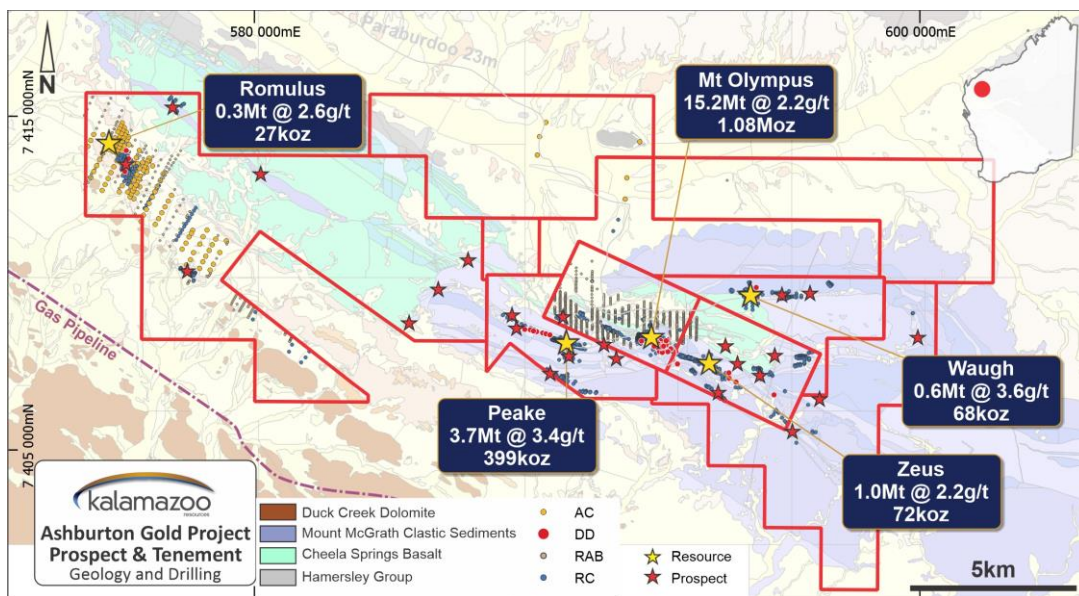 580 000mE
600 000mE
Paraburdoo 23m
N
7 415 000mN
Romulus
0.3Mt @ 2.6g/t
27koz
Mt Olympus
15.2Mt @ 2.2g/t
1.08Moz
Gas Pipeline
Waugh
0.6Mt @ 3.6g/t
68koz
Peake
3.7Mt @ 3.4g/t
399koz
7 405 000mN
Zeus
1.0Mt @ 2.2g/t
72koz
kalamazoo
resources
Ashburton Gold Project
Prospect & Tenement
Geology and Drilling
Duck Creek Dolomite
Mount McGrath Clastic Sediments
Cheela Springs Basalt
Hamersley Group
AC
DD
RAB
RC
Resource
Prospect
5km